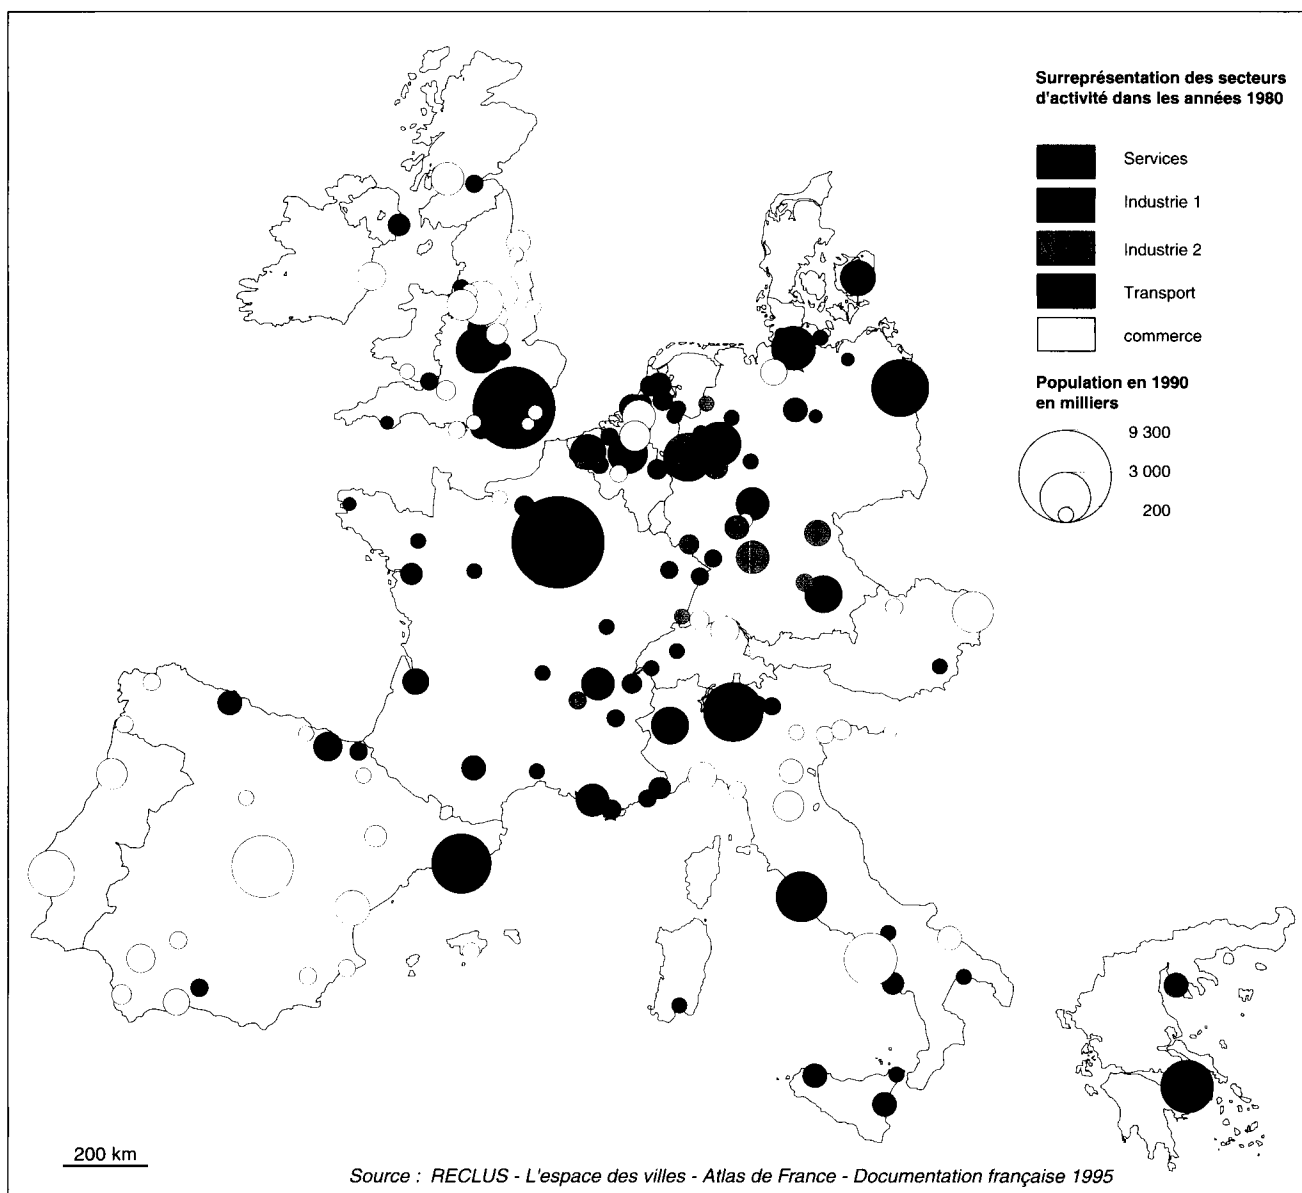 Surreprésentation des secteurs
d'activité dans les années 1980
Services
Industrie 1
Industrie 2
Transport
commerce
Population en 1990
en milliers
9 300
3 000
200
200 km
Source : RECLUS - L'espace des villes - Atlas de France - Documentation française 1995